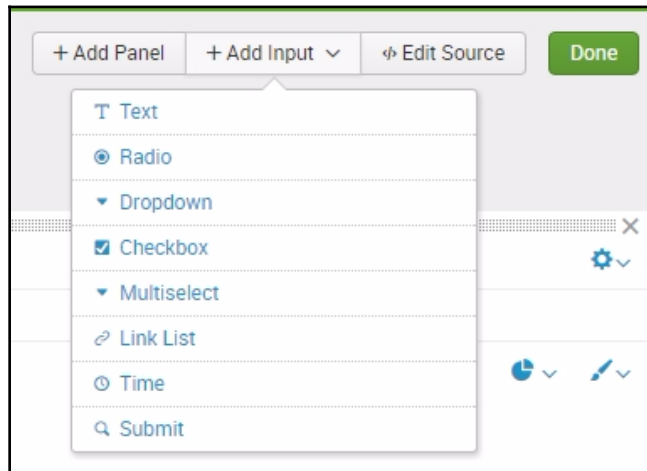 + Add Panel + Add Input Edit Source Done
Text
Radio
Dropdown
Checkbox
Multiselect
Link List
Time
Submit